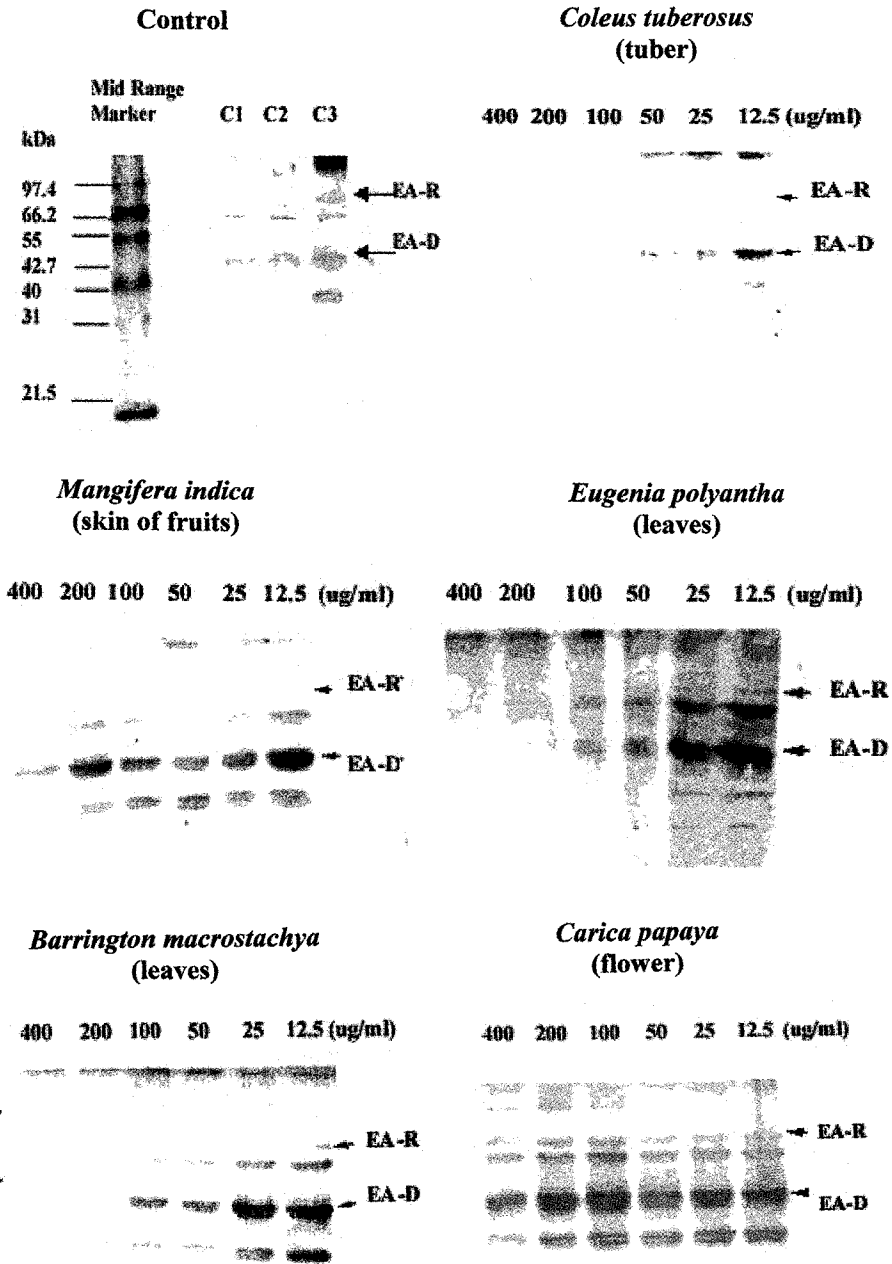 Control
Mid Range
Marker C1 C2 C3
kDa
97.4
66.2
55
42.7
40
31
21.5
EA-R
EA-D
Coleus tuberosus
(tuber)
400 200 100 50 25 12.5 (ug/ml)
EA-R
EA-D
Mangifera indica
(skin of fruits)
400 200 100 50 25 12.5 (ug/ml)
EA-R
EA-D
Eugenia polyantha
(leaves)
400 200 100 50 25 12.5 (ug/ml)
EA-R
EA-D
Barrington macrostachya
(leaves)
400 200 100 50 25 12.5 (ug/ml)
EA-R
EA-D
Carica papaya
(flower)
400 200 100 50 25 12.5 (ug/ml)
EA-R
EA-D